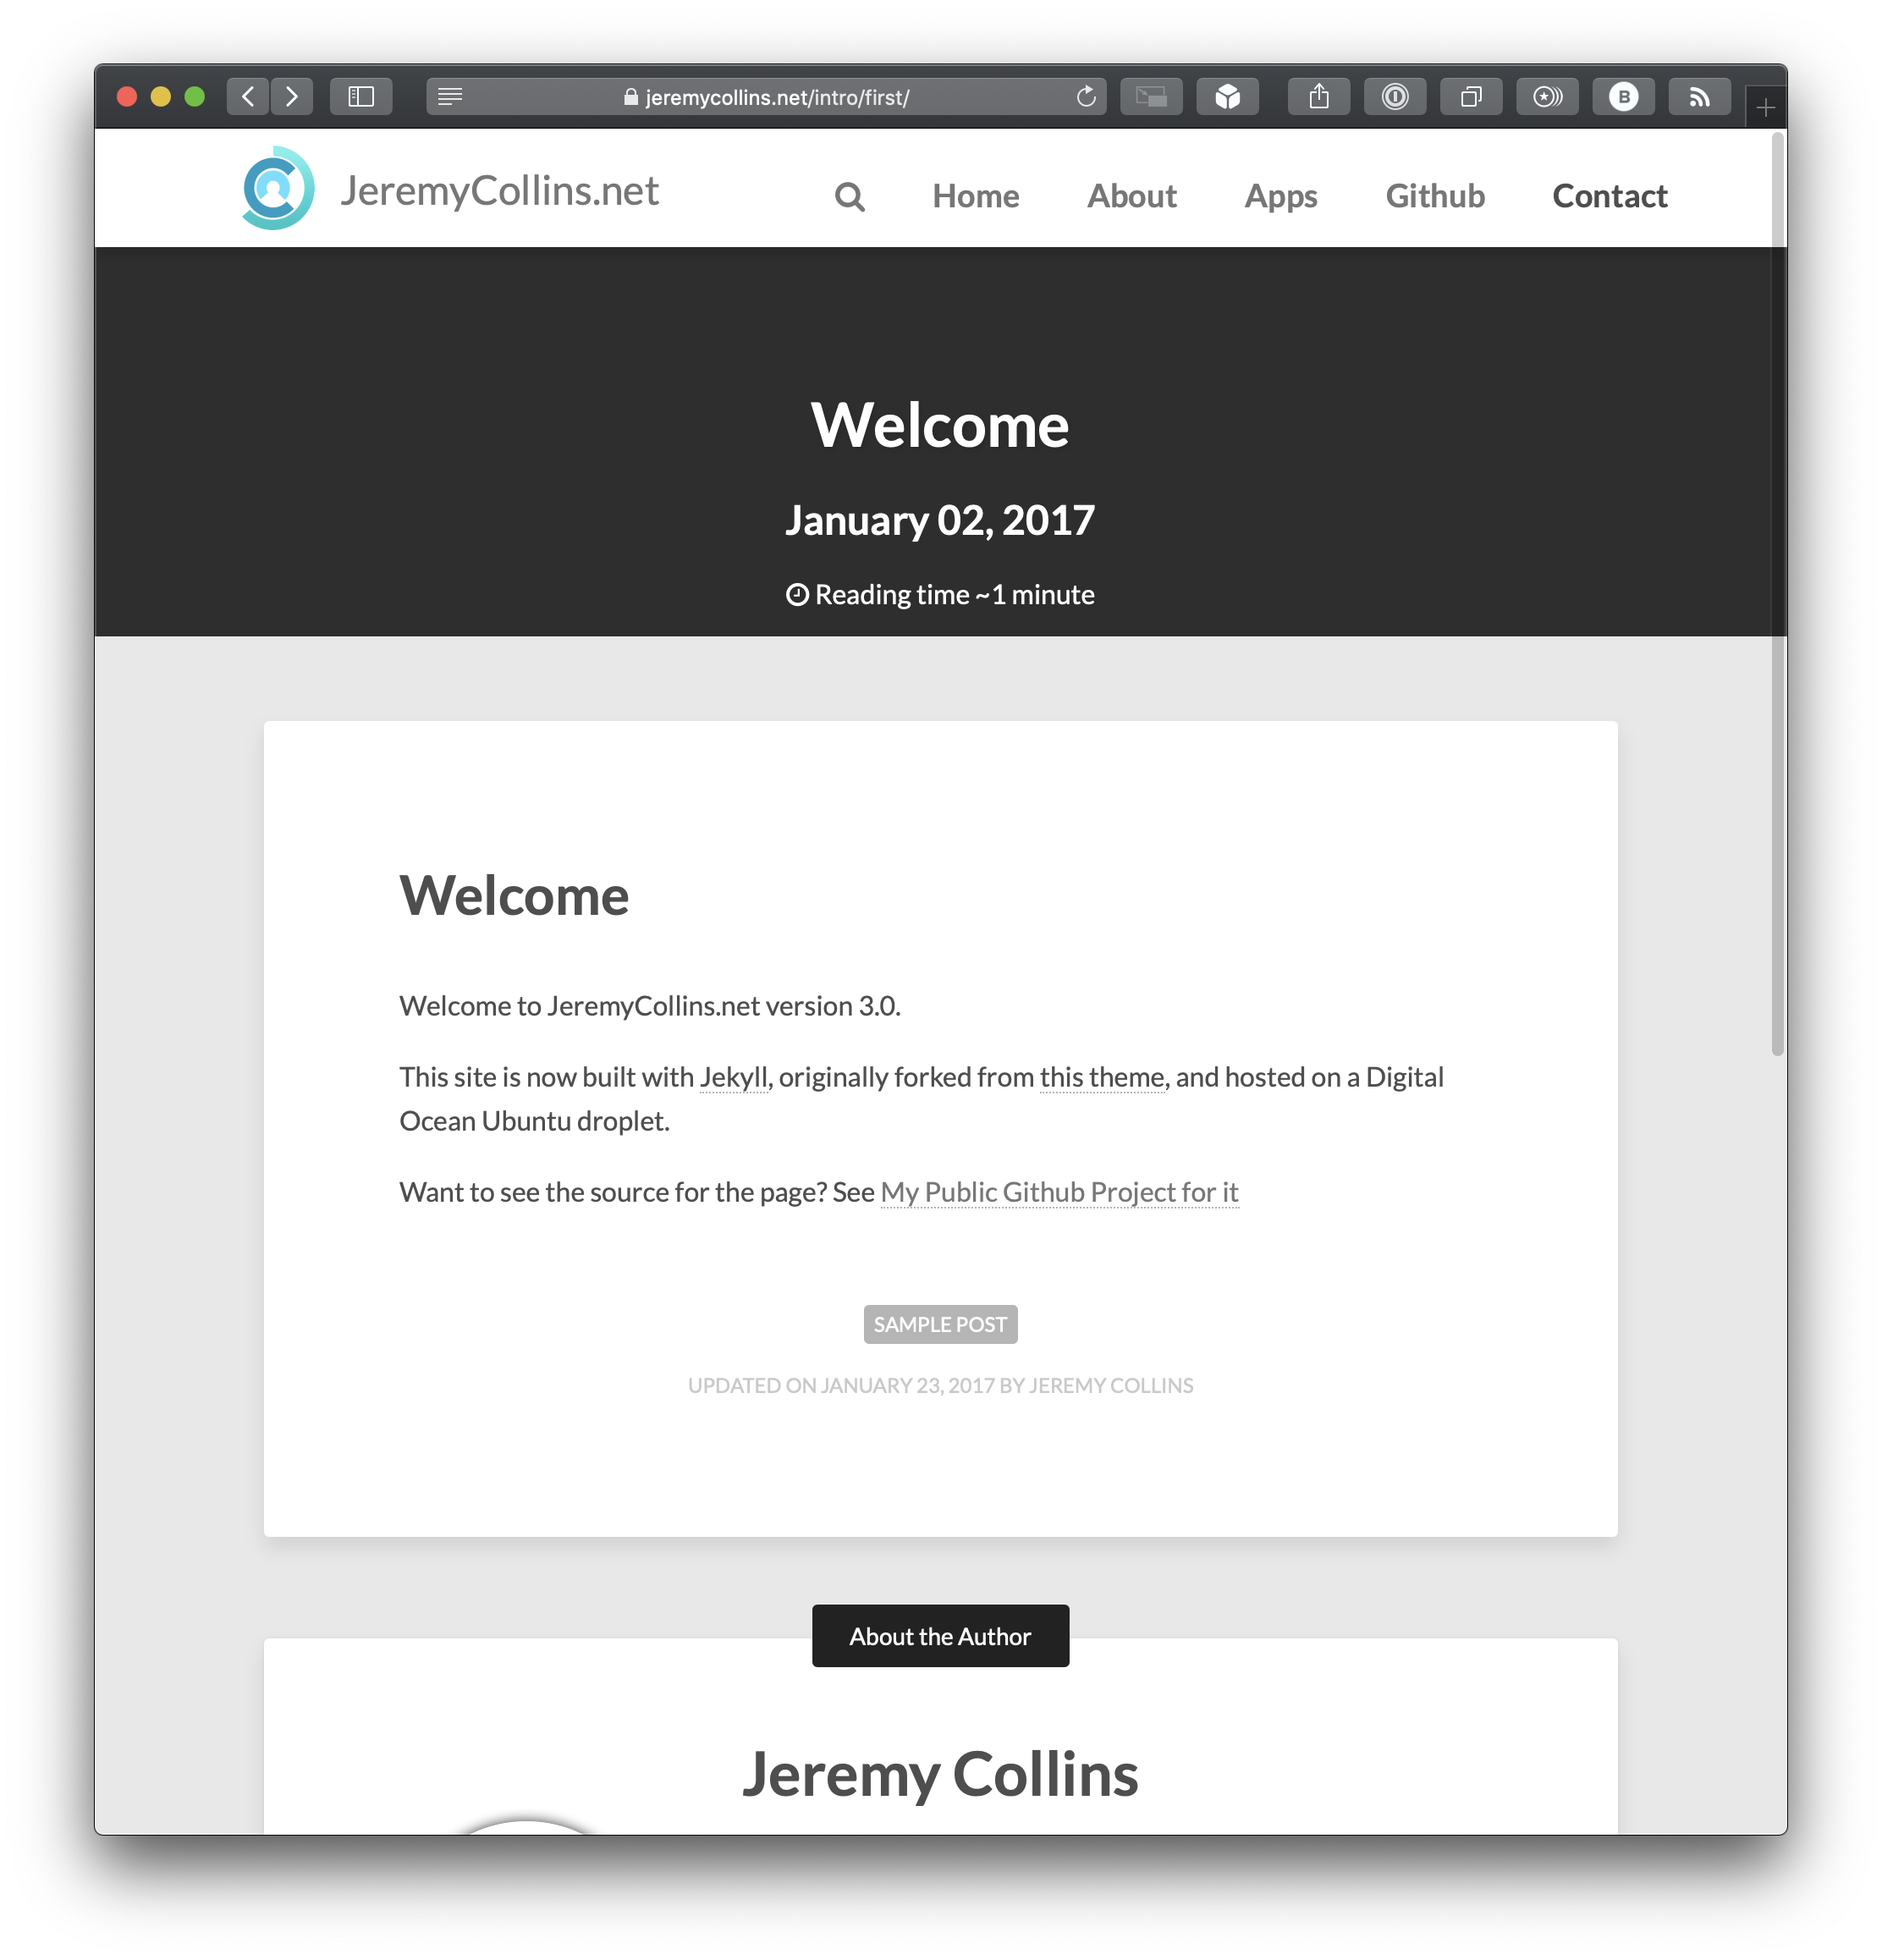 jeremycollins.net/intro/first/
B
JeremyCollins.net
Home About Apps Github Contact
Welcome
January 02, 2017
Reading time ~1 minute
Welcome
Welcome to JeremyCollins.net version 3.0.
This site is now built with Jekyll, originally forked from this theme, and hosted on a Digital
Ocean Ubuntu droplet.
Want to see the source for the page? See My Public Github Project for it
SAMPLE POST
UPDATED ON JANUARY 23, 2017 BY JEREMY COLLINS
About the Author
Jeremy Collins